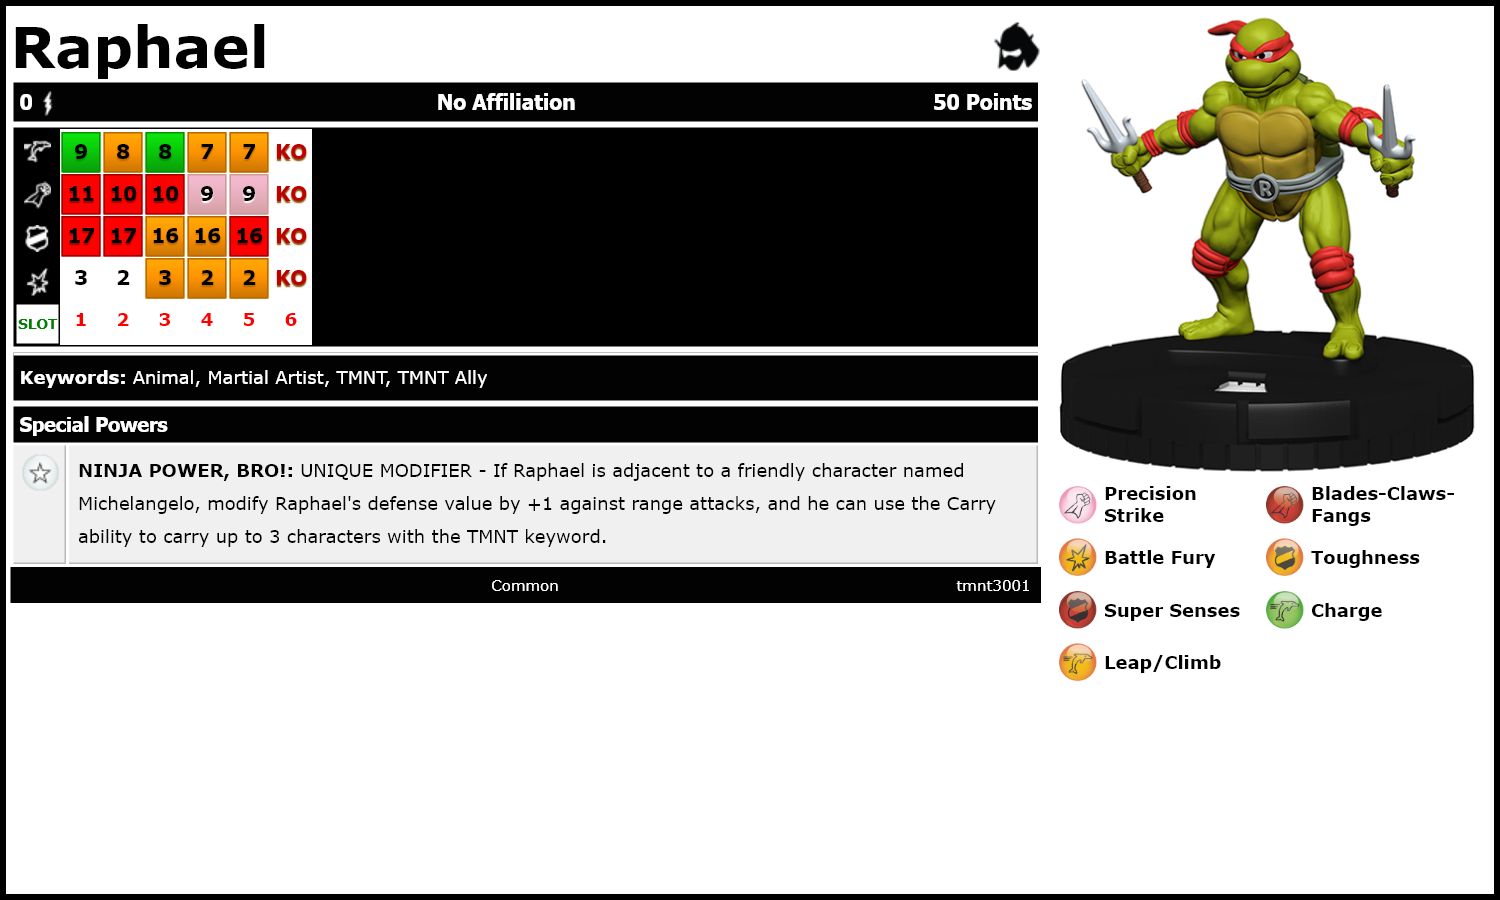 Raphael
0 No Affiliation 50 Points
9 8 8 7 7 KO
11 10 10 9 9 KO
17 17 16 16 16 KO
3 2 3 2 2 KO
SLOT 1 2 3 4 5 6
Keywords: Animal, Martial Artist, TMNT, TMNT Ally
Special Powers
NINJA POWER, BRO!: UNIQUE MODIFIER - If Raphael is adjacent to a friendly character named
Michelangelo, modify Raphael's defense value by +1 against range attacks, and he can use the Carry
ability to carry up to 3 characters with the TMNT keyword.
Common tmnt3001
R
Precision
Strike
Blades-Claws-
Fangs
Battle Fury
Toughness
Super Senses
Charge
Leap/Climb